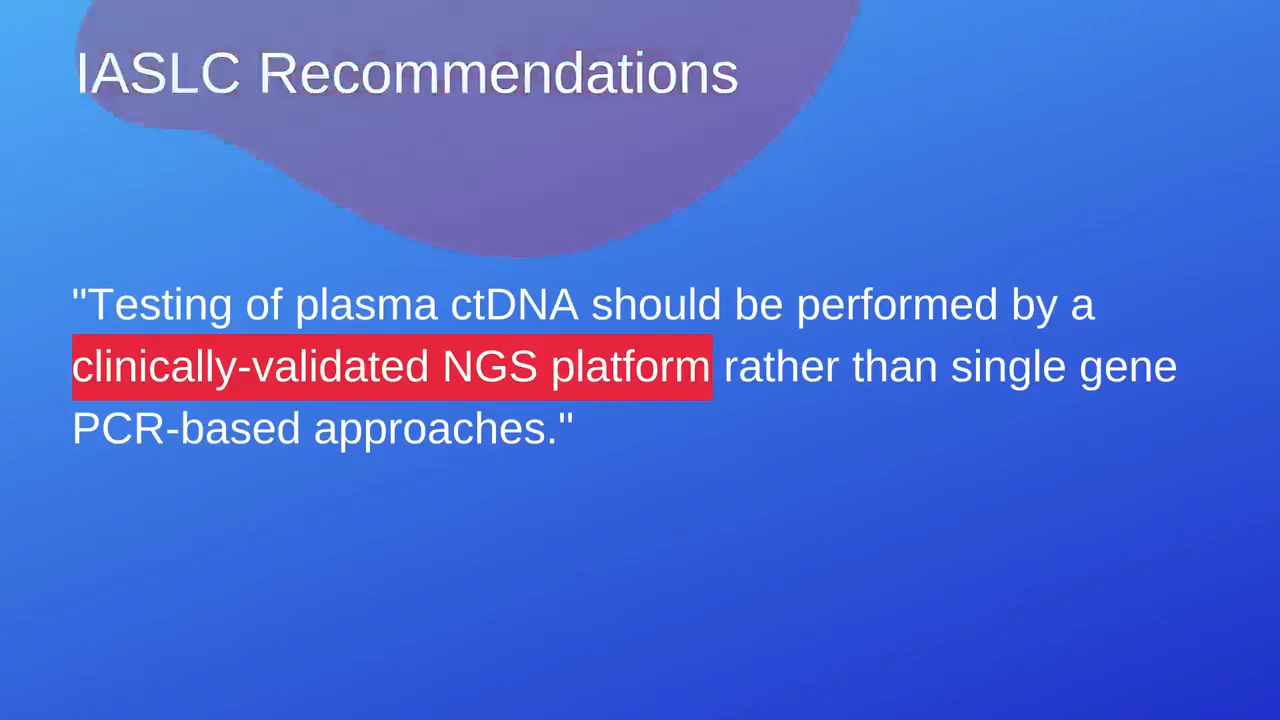 IASLC Recommendations
"Testing of plasma ctDNA should be performed by a
clinically-validated NGS platform rather than single gene
PCR-based approaches."